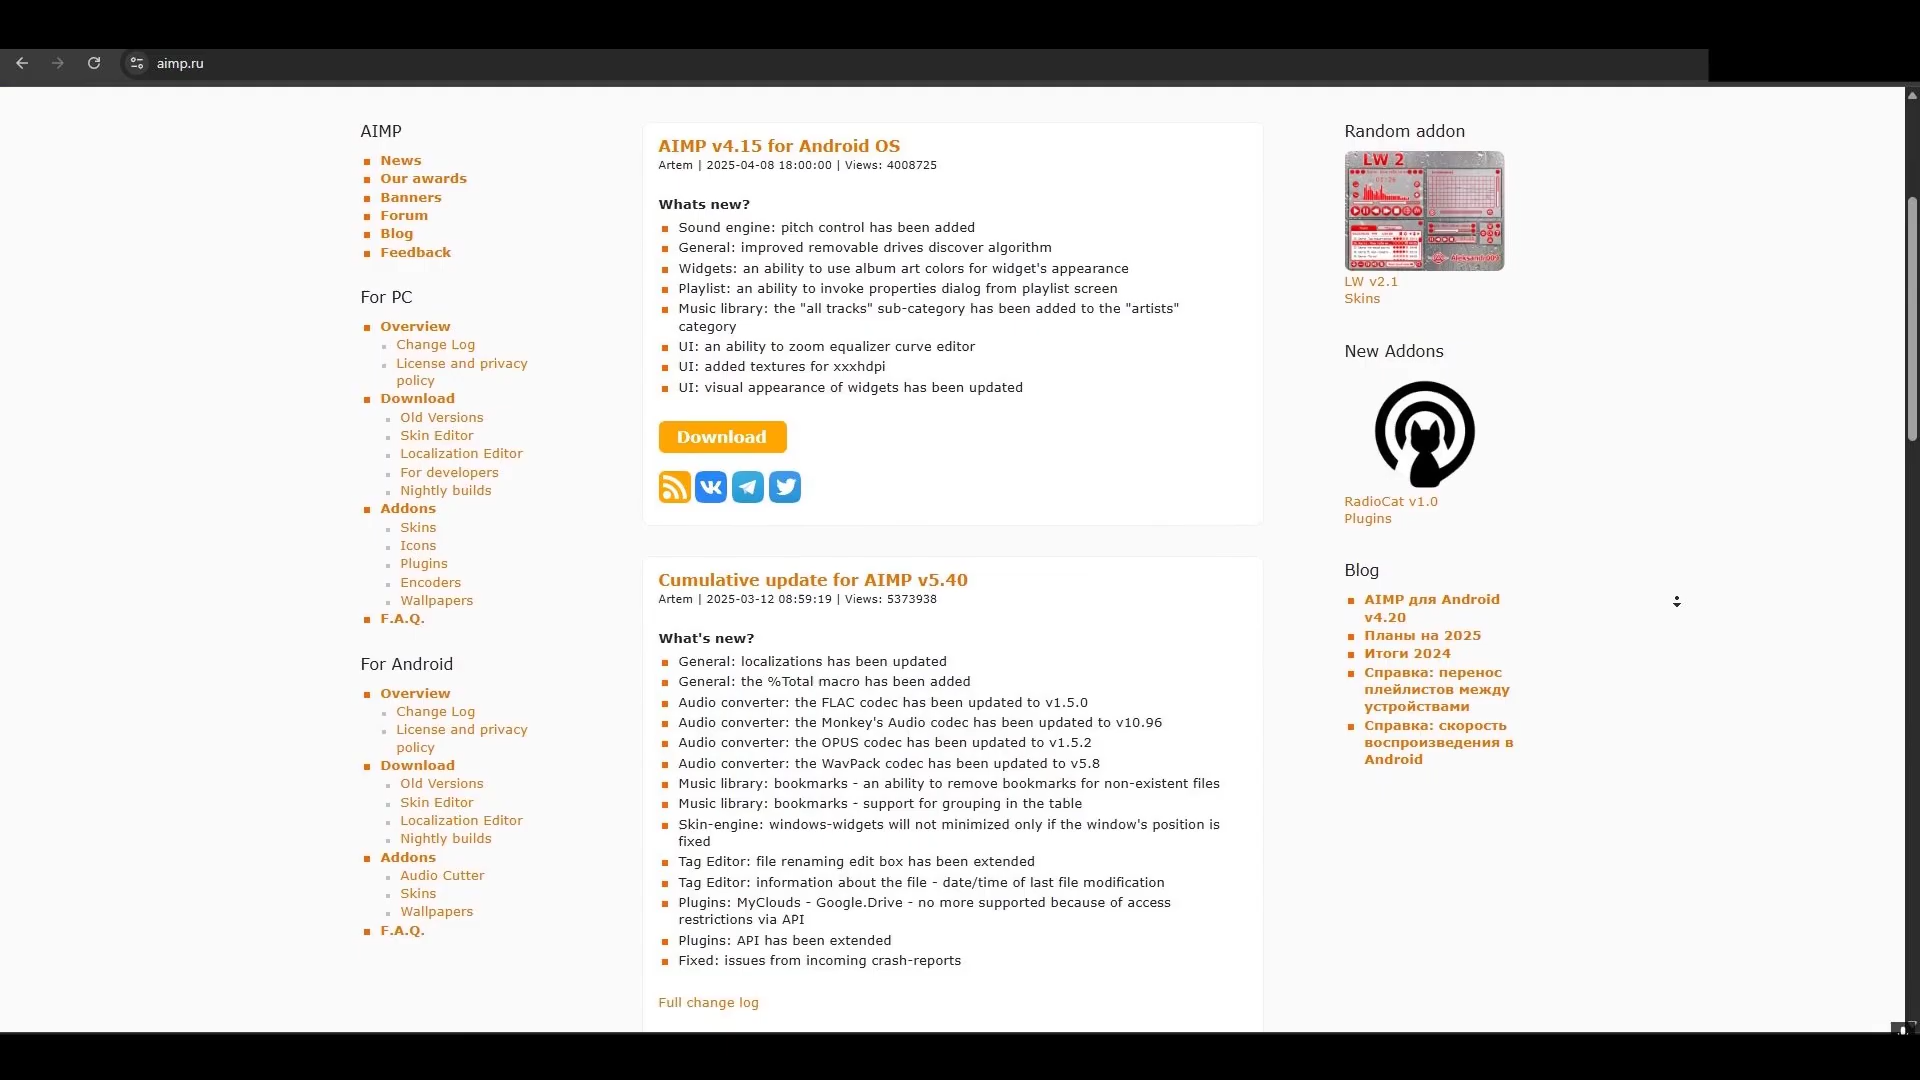 aimp.ru
AIMP
News
Our awards
Banners
Forum
Blog
Feedback
For PC
Overview
Change Log
License and privacy
policy
Download
Old Versions
Skin Editor
Localization Editor
For developers
Nightly builds
Addons
Skins
Icons
Plugins
Encoders
Wallpapers
F.A.Q.
For Android
Overview
Change Log
License and privacy
policy
Download
Old Versions
Skin Editor
Localization Editor
Nightly builds
Addons
Audio Cutter
Skins
Wallpapers
F.A.Q.
AIMP v4.15 for Android OS
Artem | 2025-04-08 18:00:00 | Views: 4008725
Whats new?
Sound engine: pitch control has been added
General: improved removable drives discover algorithm
Widgets: an ability to use album art colors for widget's appearance
Playlist: an ability to invoke properties dialog from playlist screen
Music library: the "all tracks" sub-category has been added to the "artists"
category
UI: an ability to zoom equalizer curve editor
UI: added textures for xxxhdpi
UI: visual appearance of widgets has been updated
Download
Cumulative update for AIMP v5.40
Artem | 2025-03-12 08:59:19 | Views: 5373938
What's new?
General: localizations has been updated
General: the %Total macro has been added
Audio converter: the FLAC codec has been updated to v1.5.0
Audio converter: the Monkey's Audio codec has been updated to v10.96
Audio converter: the OPUS codec has been updated to v1.5.2
Audio converter: the WavPack codec has been updated to v5.8
Music library: bookmarks - an ability to remove bookmarks for non-existent files
Music library: bookmarks - support for grouping in the table
Skin-engine: windows-widgets will not minimized only if the window's position is
fixed
Tag Editor: file renaming edit box has been extended
Tag Editor: information about the file - date/time of last file modification
Plugins: MyClouds - Google.Drive - no more supported because of access
restrictions via API
Plugins: API has been extended
Fixed: issues from incoming crash-reports
Full change log
Random addon
LW 2
LW v2.1
Skins
New Addons
RadioCat v1.0
Plugins
Blog
AIMP для Android
v4.20
Планы на 2025
Итоги 2024
Справка: перенос
плейлистов между
устройствами
Справка: скорость
воспроизведения в
Android